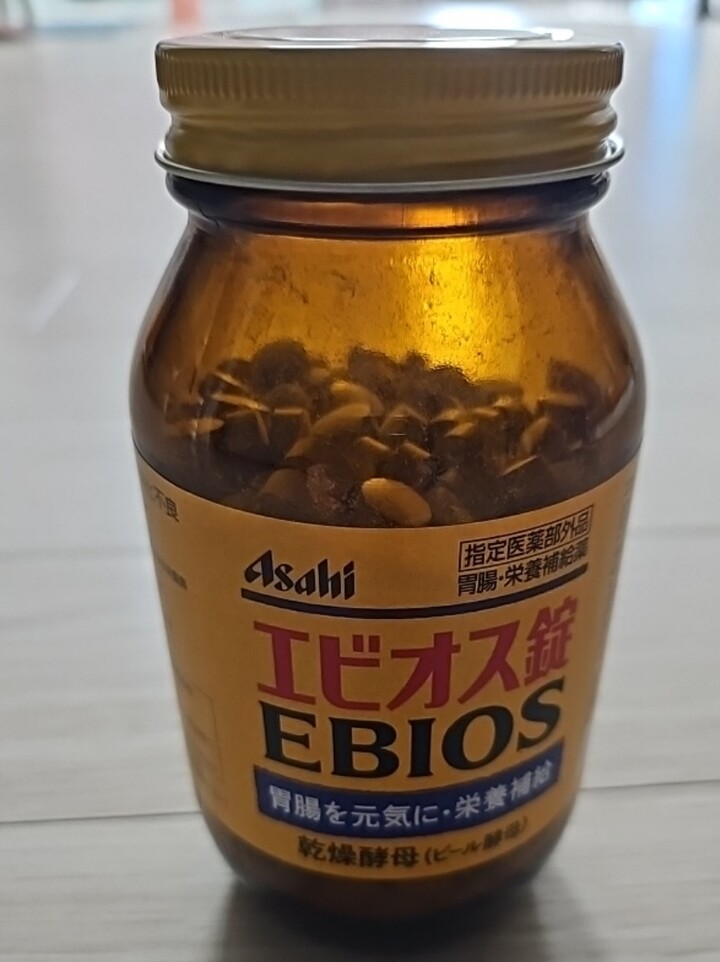 不良
Asahi
指定医薬部外品
胃腸・栄養補給薬
エビオス錠
EBIOS
胃腸を元気に・栄養補給
乾燥酵母(ビール酵母)